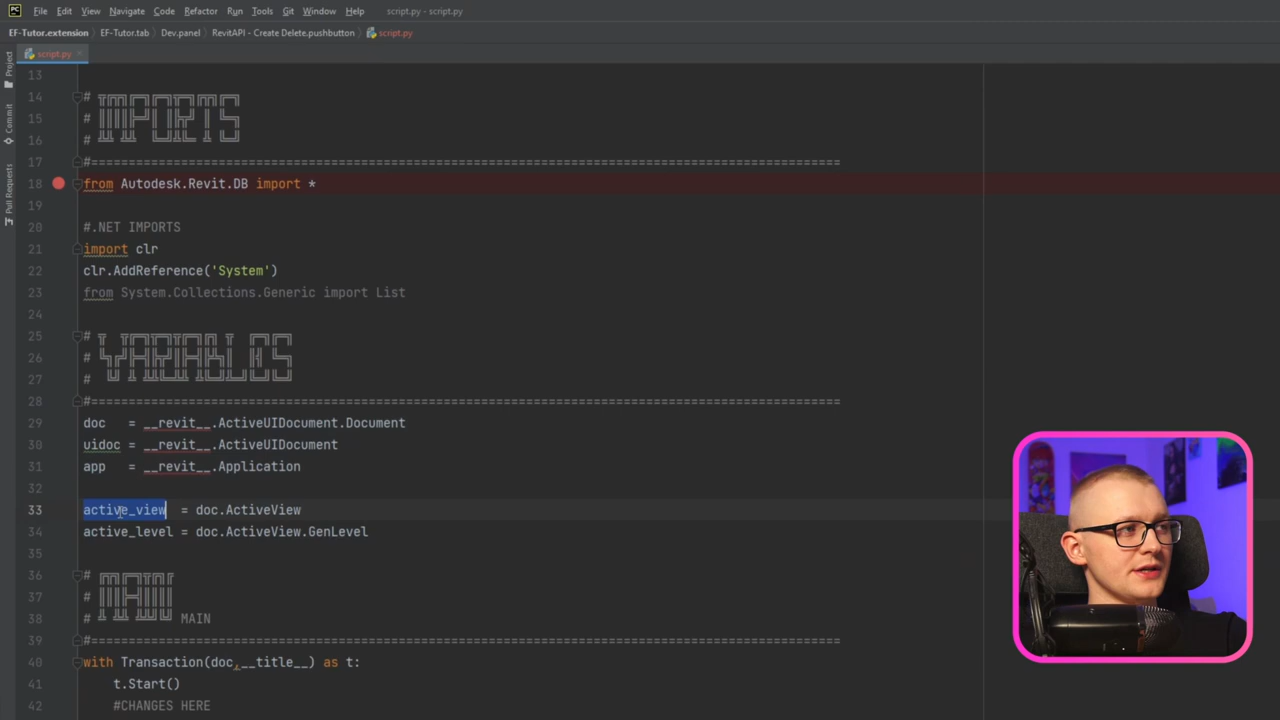 PC File Edit View Navigate Code Refactor Run Tools Git Window Help script.py - script.py
EF-Tutor.extension EF-Tutor.tab Dev.panel RevitAPI - Create Delete.pushbutton script.py
script.py
Project
Commit
Pull Requests
13
14 #
15 # IMPORTS
16 #
17 #====================================================================================================
18 from Autodesk.Revit.DB import *
19
20 #.NET IMPORTS
21 import clr
22 clr.AddReference('System')
23 from System.Collections.Generic import List
24
25 #
26 # VARIABLES
27 #
28 #====================================================================================================
29 doc   = __revit__.ActiveUIDocument.Document
30 uidoc = __revit__.ActiveUIDocument
31 app   = __revit__.Application
32
33 active_view  = doc.ActiveView
34 active_level = doc.ActiveView.GenLevel
35
36 #
37 # MAIN
38 # MAIN
39 #====================================================================================================
40 with Transaction(doc,__title__) as t:
41     t.Start()
42     #CHANGES HERE